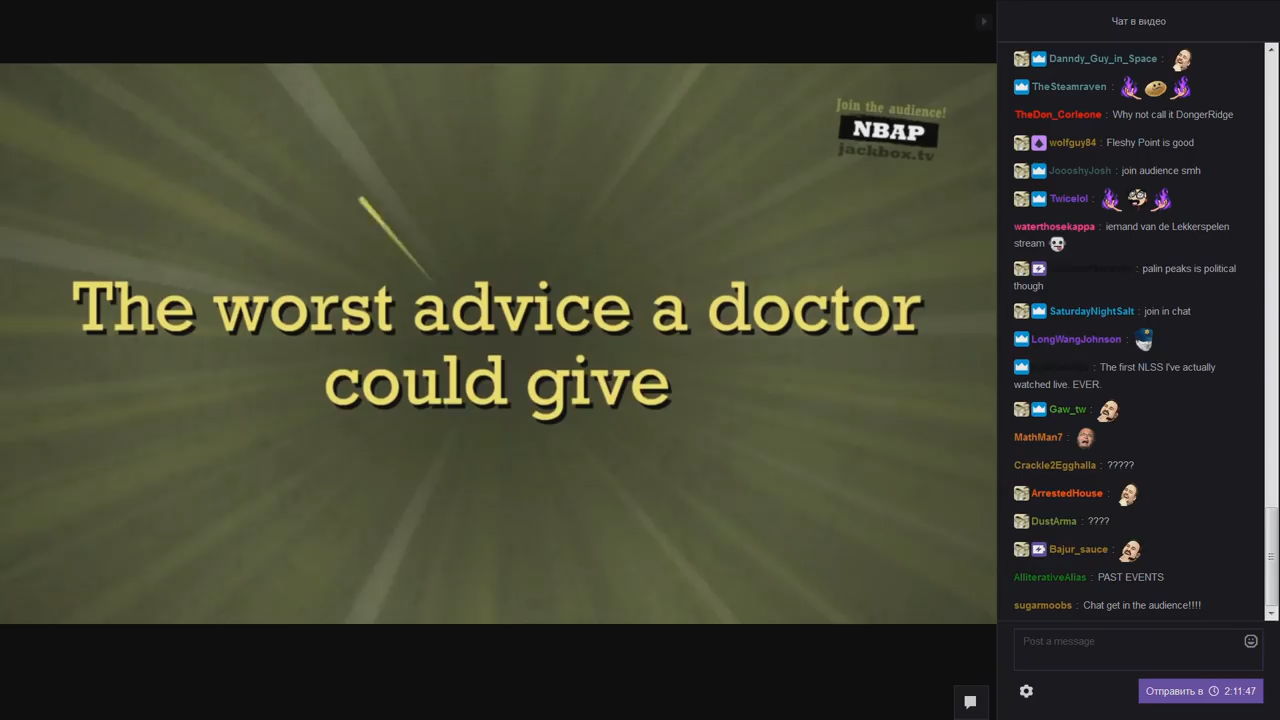 Чат в видео
Join the audience!
NBAP
jackbox.tv
The worst advice a doctor
could give
Danndy_Guy_in_Space :
TheSteamraven :
TheDon_Corleone : Why not call it DongerRidge
wolfguy84 : Fleshy Point is good
JoooshyJosh : join audience smh
Twicelol :
waterthosekappa : iemand van de Lekkerspelen
stream
: palin peaks is political
though
SaturdayNightSalt : join in chat
LongWangJohnson :
: The first NLSS I've actually
watched live. EVER.
Gaw_tw :
MathMan7 :
Crackle2Egghalla : ?????
ArrestedHouse :
DustArma : ????
Bajur_sauce :
AlliterativeAlias : PAST EVENTS
sugarmoobs : Chat get in the audience!!!!
Post a message
Отправить в 2:11:47